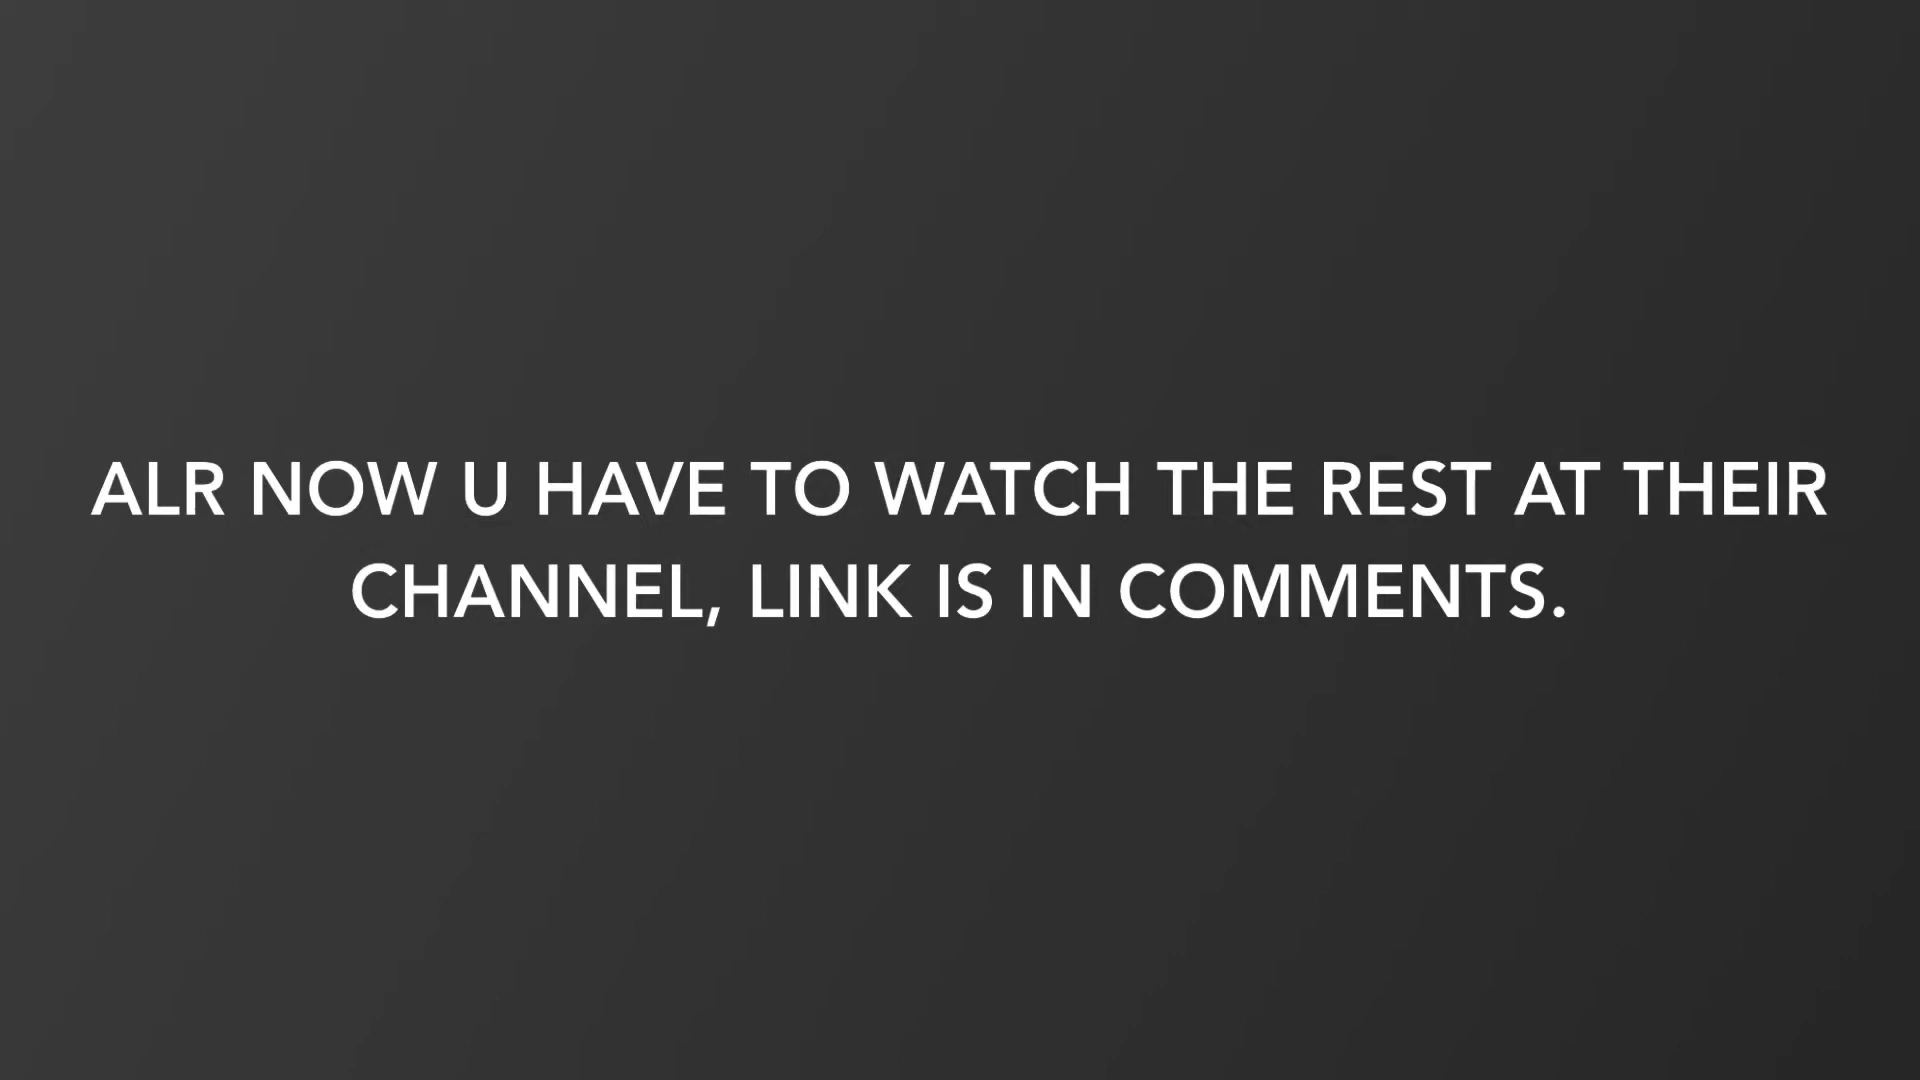 ALR NOW U HAVE TO WATCH THE REST AT THEIR
CHANNEL, LINK IS IN COMMENTS.